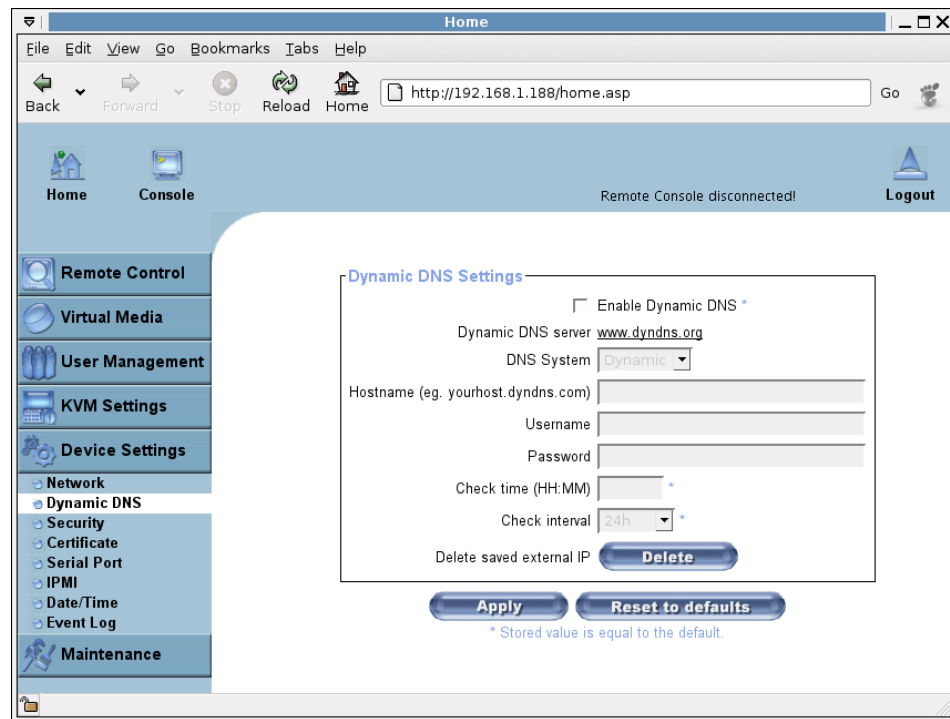 Home
File Edit View Go Bookmarks Tabs Help
Back Forward Stop Reload Home http://192.168.1.188/home.asp Go
Home Console Remote Console disconnected! Logout
Remote Control
Virtual Media
User Management
KVM Settings
Device Settings
Network
Dynamic DNS
Security
Certificate
Serial Port
IPMI
Date/Time
Event Log
Maintenance
Dynamic DNS Settings
Enable Dynamic DNS *
Dynamic DNS server www.dyndns.org
DNS System Dynamic
Hostname (eg. yourhost.dyndns.com)
Username
Password
Check time (HH:MM) *
Check interval 24h *
Delete saved external IP Delete
Apply Reset to defaults
* Stored value is equal to the default.